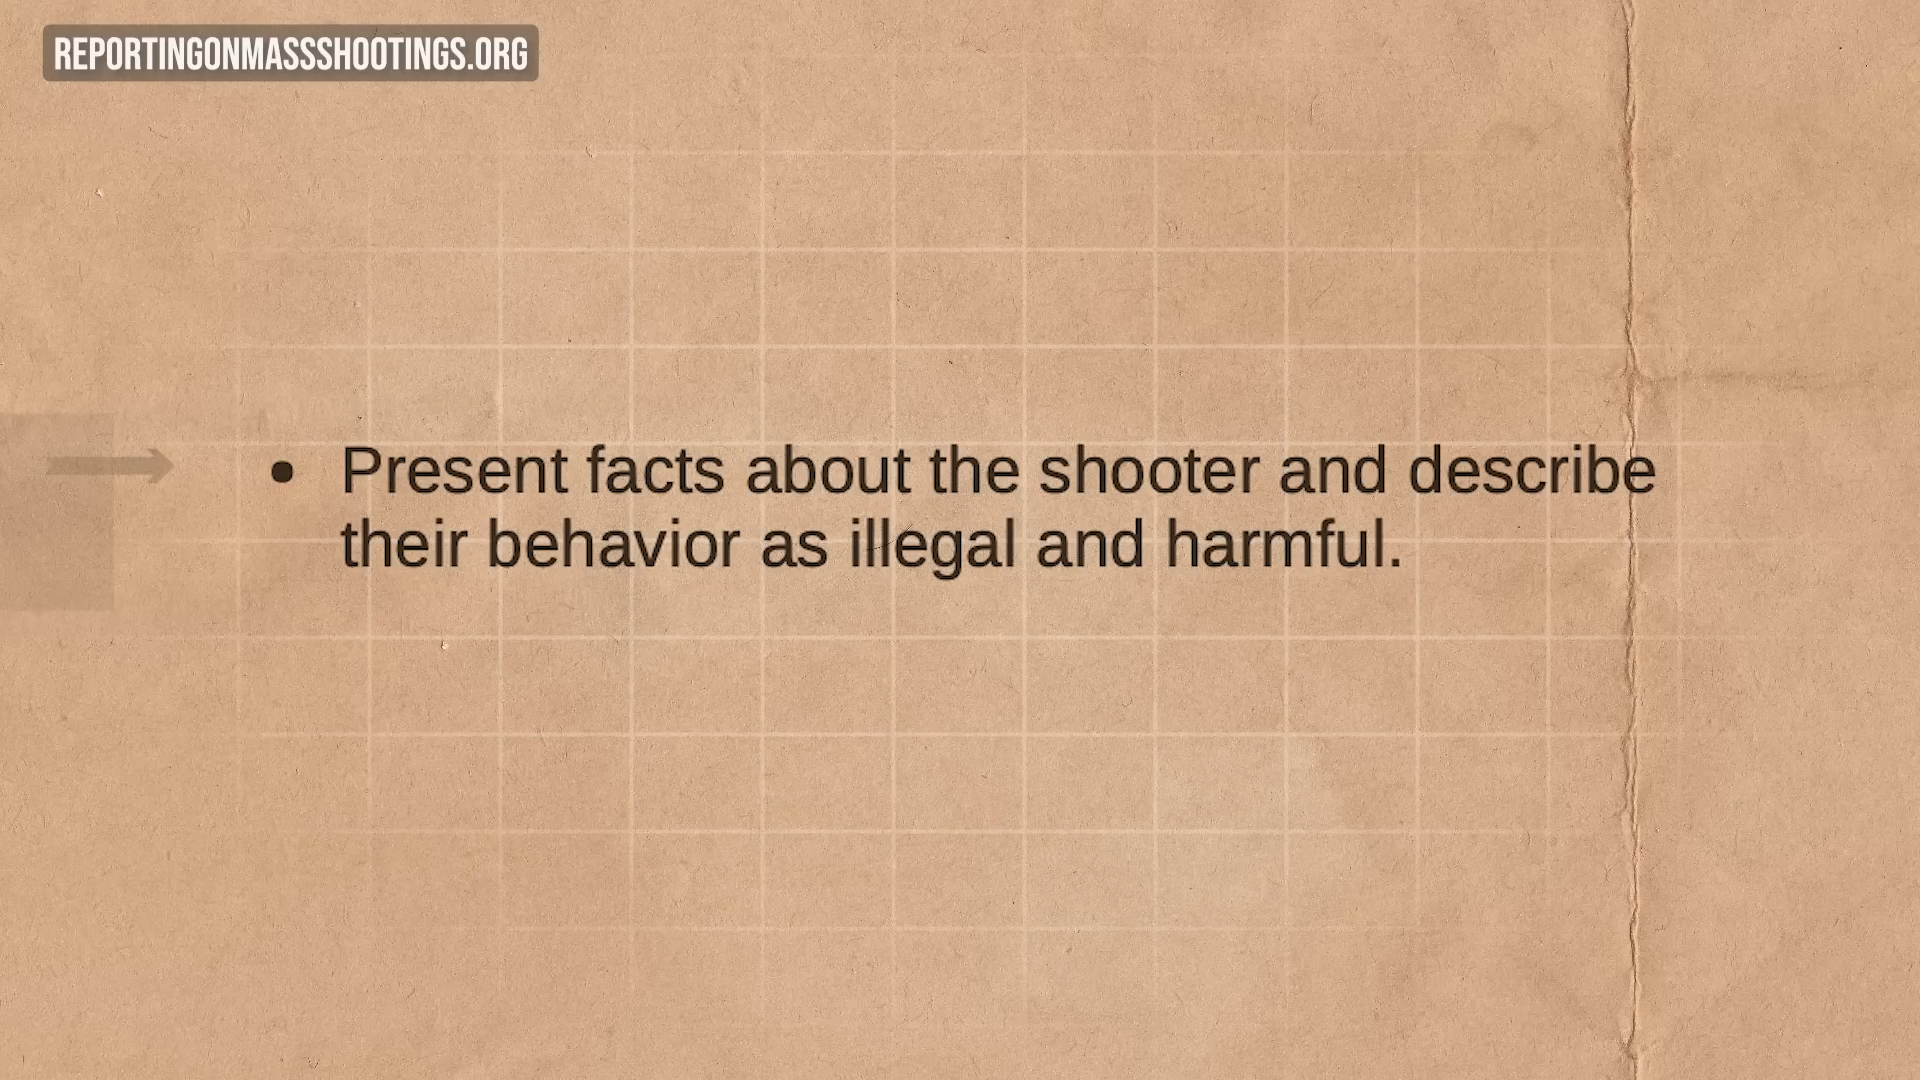 REPORTINGONMASSSHOOTINGS.ORG
• Present facts about the shooter and describe
their behavior as illegal and harmful.